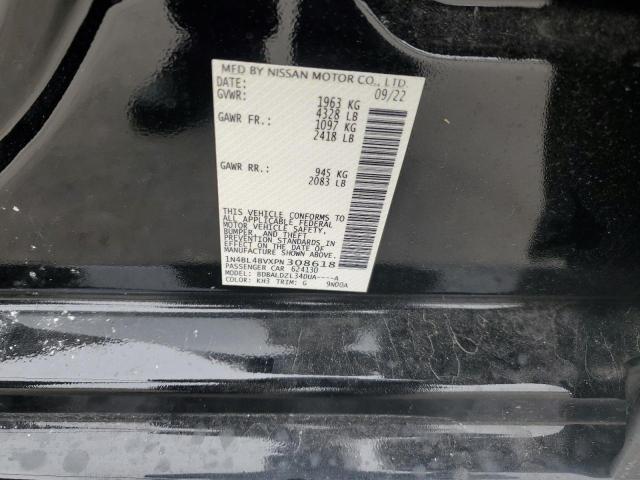 MFD BY NISSAN MOTOR CO., LTD.
DATE: 09/22
GVWR: 1963 KG
4328 LB
GAWR FR.: 1097 KG
2418 LB
GAWR RR.: 945 KG
2083 LB
THIS VEHICLE CONFORMS TO
ALL APPLICABLE FEDERAL
MOTOR VEHICLE SAFETY,
BUMPER, AND THEFT
PREVENTION STANDARDS IN
EFFECT ON THE DATE OF
MANUFACTURE SHOWN ABOVE.
1N4BL4BVXPN308618
PASSENGER CAR 624130
MODEL: BDBALDZL34DUA----A
COLOR: KH3 TRIM: G 9N00A